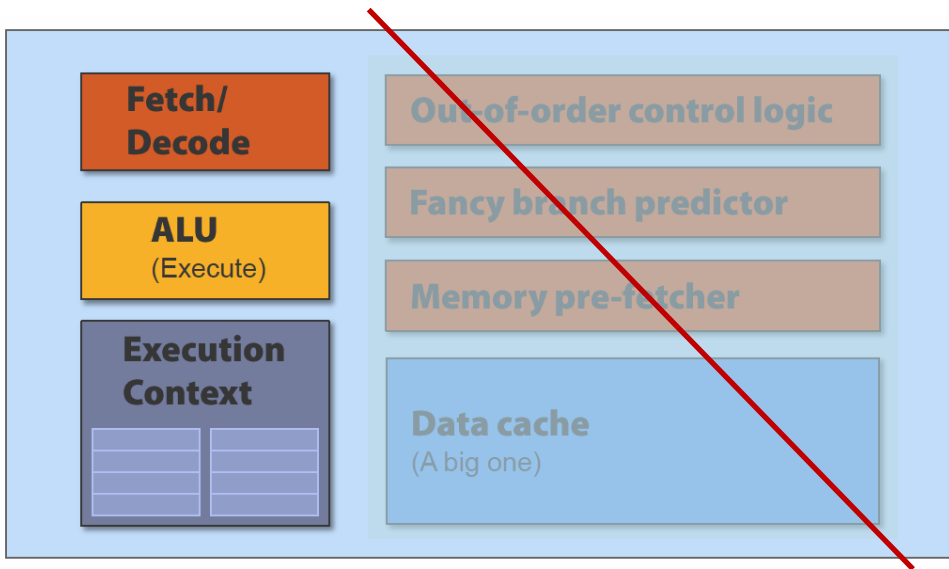 Fetch/
Decode
ALU
(Execute)
Execution
Context
Out-of-order control logic
Fancy branch predictor
Memory pre-fetcher
Data cache
(A big one)